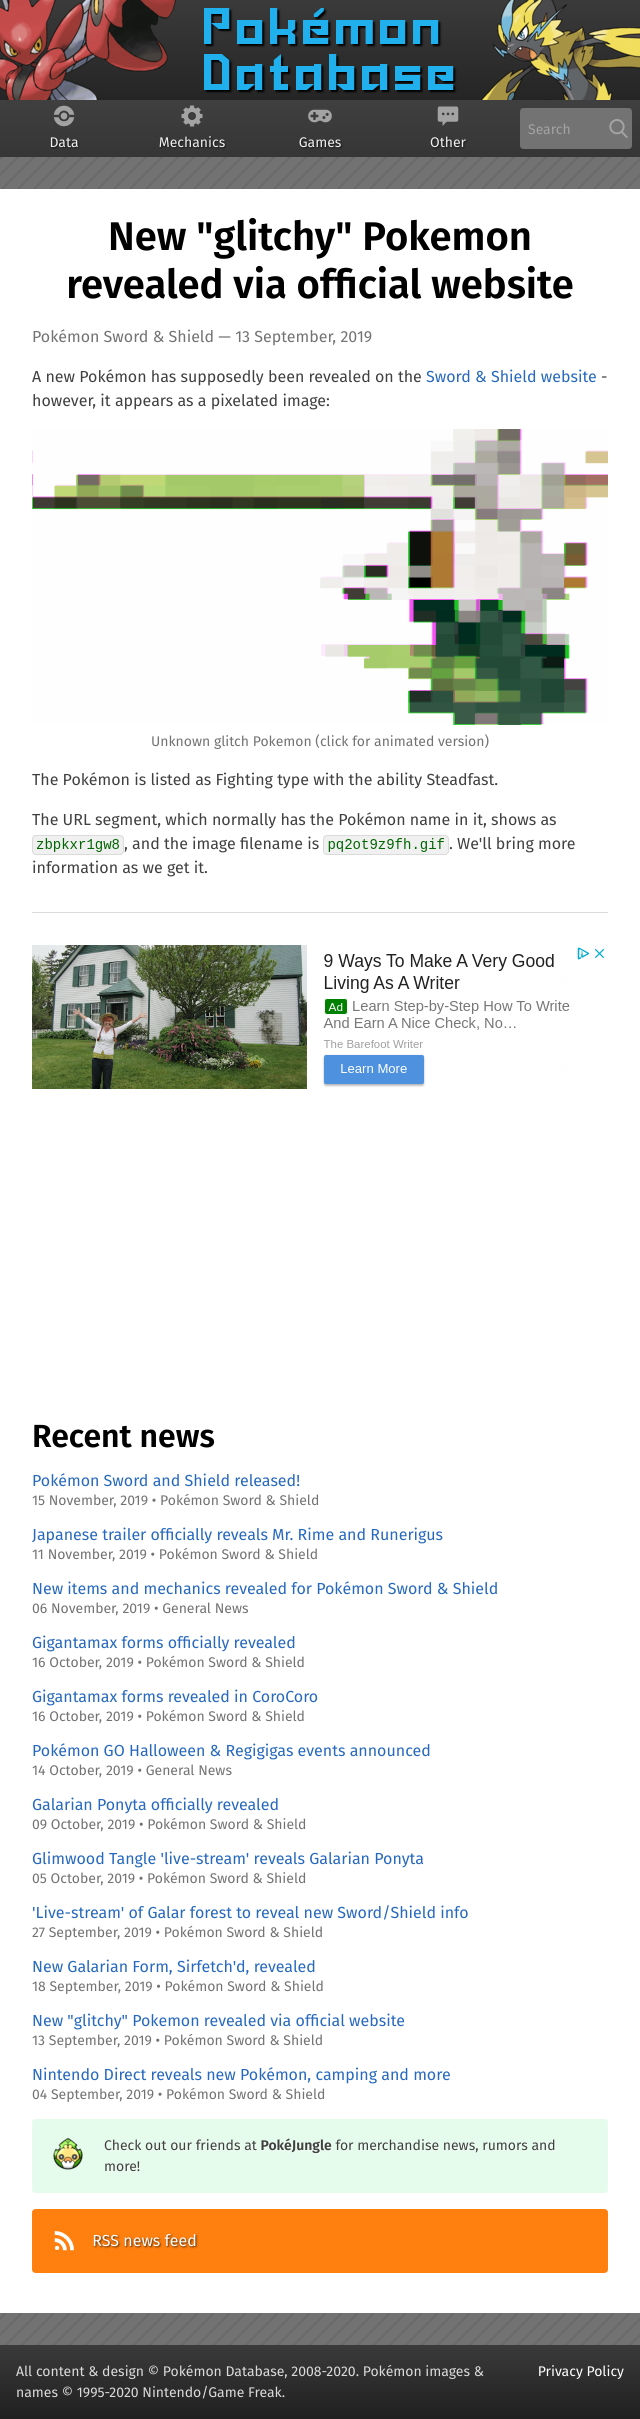 Pokémon
Database
Data
Mechanics
Games
Other
Search
New "glitchy" Pokemon
revealed via official website
Pokémon Sword & Shield — 13 September, 2019
A new Pokémon has supposedly been revealed on the Sword & Shield website -
however, it appears as a pixelated image:
Unknown glitch Pokemon (click for animated version)
The Pokémon is listed as Fighting type with the ability Steadfast.
The URL segment, which normally has the Pokémon name in it, shows as
zbpkxr1gw8, and the image filename is pq2ot9z9fh.gif. We'll bring more
information as we get it.
9 Ways To Make A Very Good
Living As A Writer
Ad Learn Step-by-Step How To Write
And Earn A Nice Check, No…
The Barefoot Writer
Learn More
Recent news
Pokémon Sword and Shield released!
15 November, 2019 • Pokémon Sword & Shield
Japanese trailer officially reveals Mr. Rime and Runerigus
11 November, 2019 • Pokémon Sword & Shield
New items and mechanics revealed for Pokémon Sword & Shield
06 November, 2019 • General News
Gigantamax forms officially revealed
16 October, 2019 • Pokémon Sword & Shield
Gigantamax forms revealed in CoroCoro
16 October, 2019 • Pokémon Sword & Shield
Pokémon GO Halloween & Regigigas events announced
14 October, 2019 • General News
Galarian Ponyta officially revealed
09 October, 2019 • Pokémon Sword & Shield
Glimwood Tangle 'live-stream' reveals Galarian Ponyta
05 October, 2019 • Pokémon Sword & Shield
'Live-stream' of Galar forest to reveal new Sword/Shield info
27 September, 2019 • Pokémon Sword & Shield
New Galarian Form, Sirfetch'd, revealed
18 September, 2019 • Pokémon Sword & Shield
New "glitchy" Pokemon revealed via official website
13 September, 2019 • Pokémon Sword & Shield
Nintendo Direct reveals new Pokémon, camping and more
04 September, 2019 • Pokémon Sword & Shield
Check out our friends at PokéJungle for merchandise news, rumors and
more!
RSS news feed
All content & design © Pokémon Database, 2008-2020. Pokémon images &
names © 1995-2020 Nintendo/Game Freak.
Privacy Policy